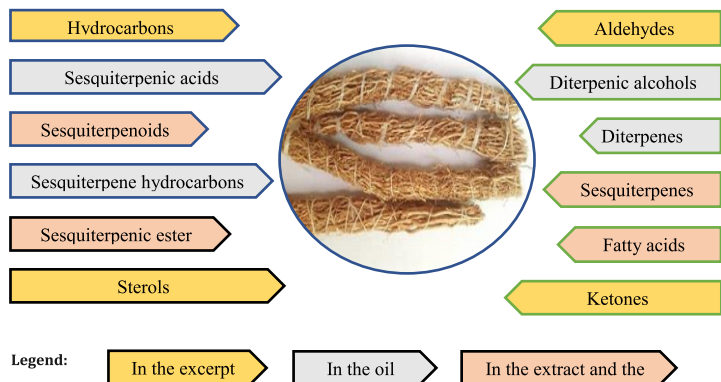 Hydrocarbons
Sesquiterpenic acids
Sesquiterpenoids
Sesquiterpene hydrocarbons
Sesquiterpenic ester
Sterols
Aldehydes
Diterpenic alcohols
Diterpenes
Sesquiterpenes
Fatty acids
Ketones
Legend:
In the excerpt
In the oil
In the extract and the